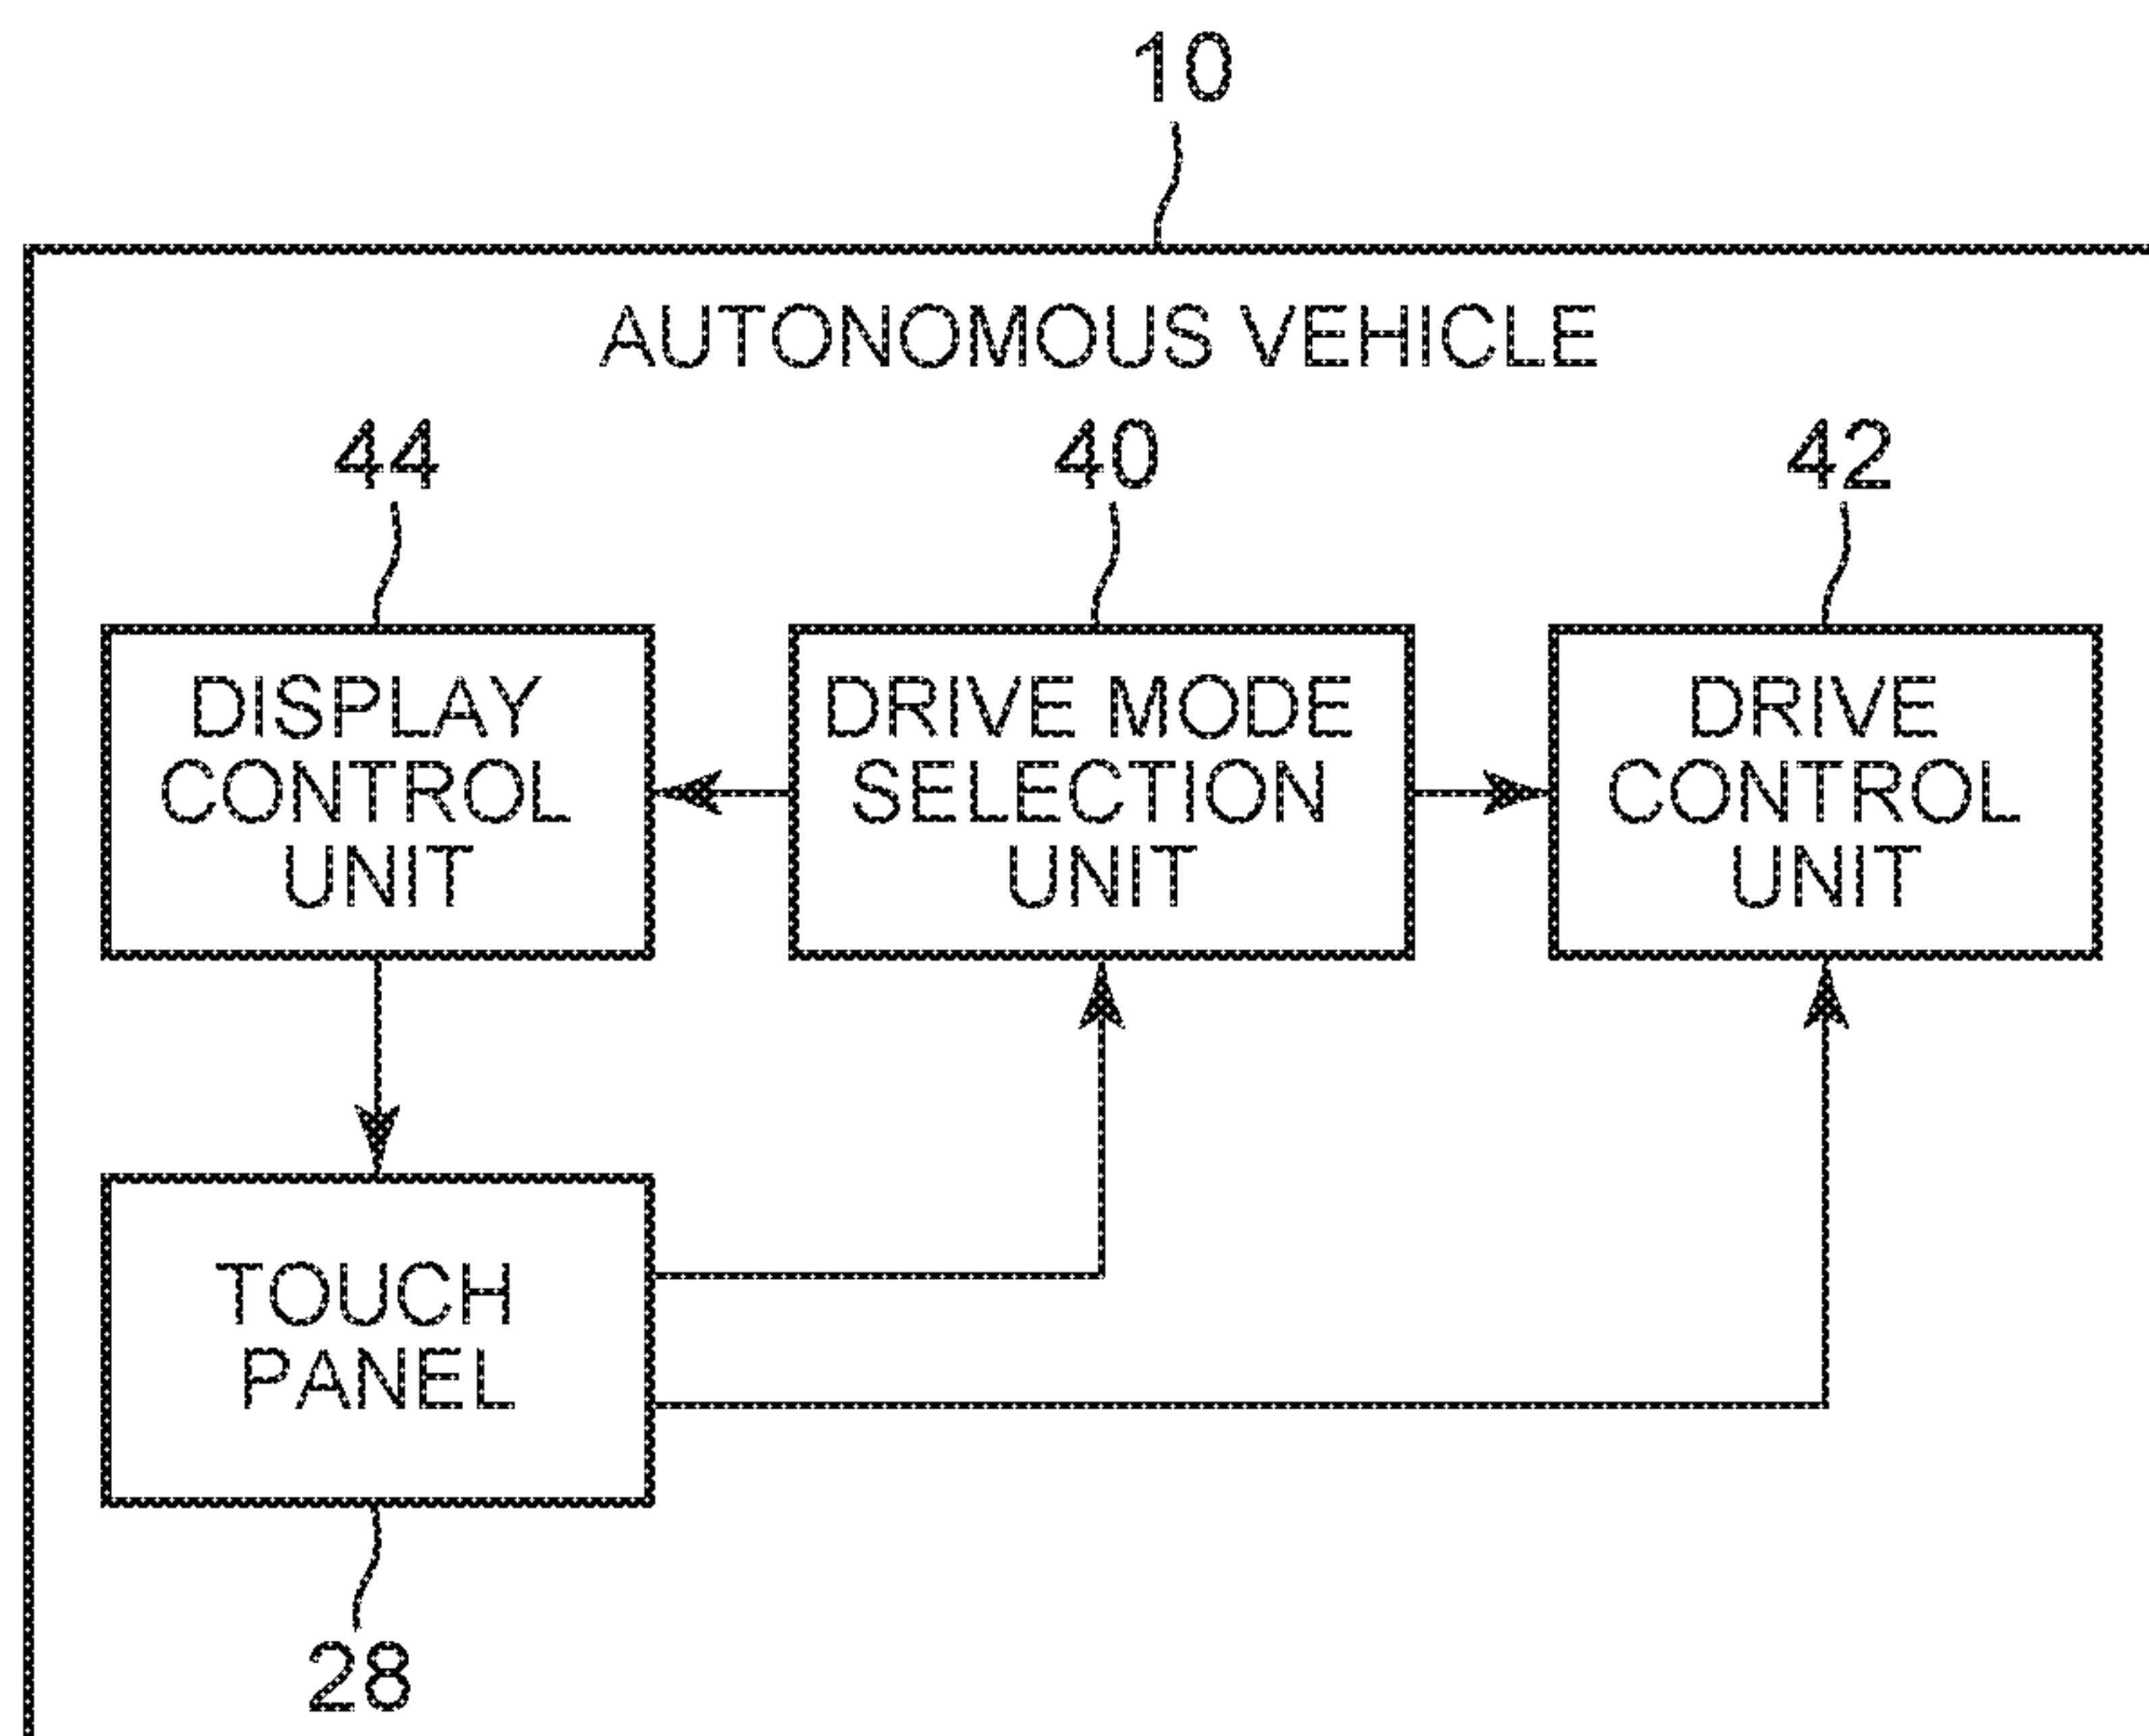 10
AUTONOMOUS VEHICLE
44
40
42
DISPLAY
CONTROL
UNIT
DRIVE MODE
SELECTION
UNIT
DRIVE
CONTROL
UNIT
TOUCH
PANEL
28